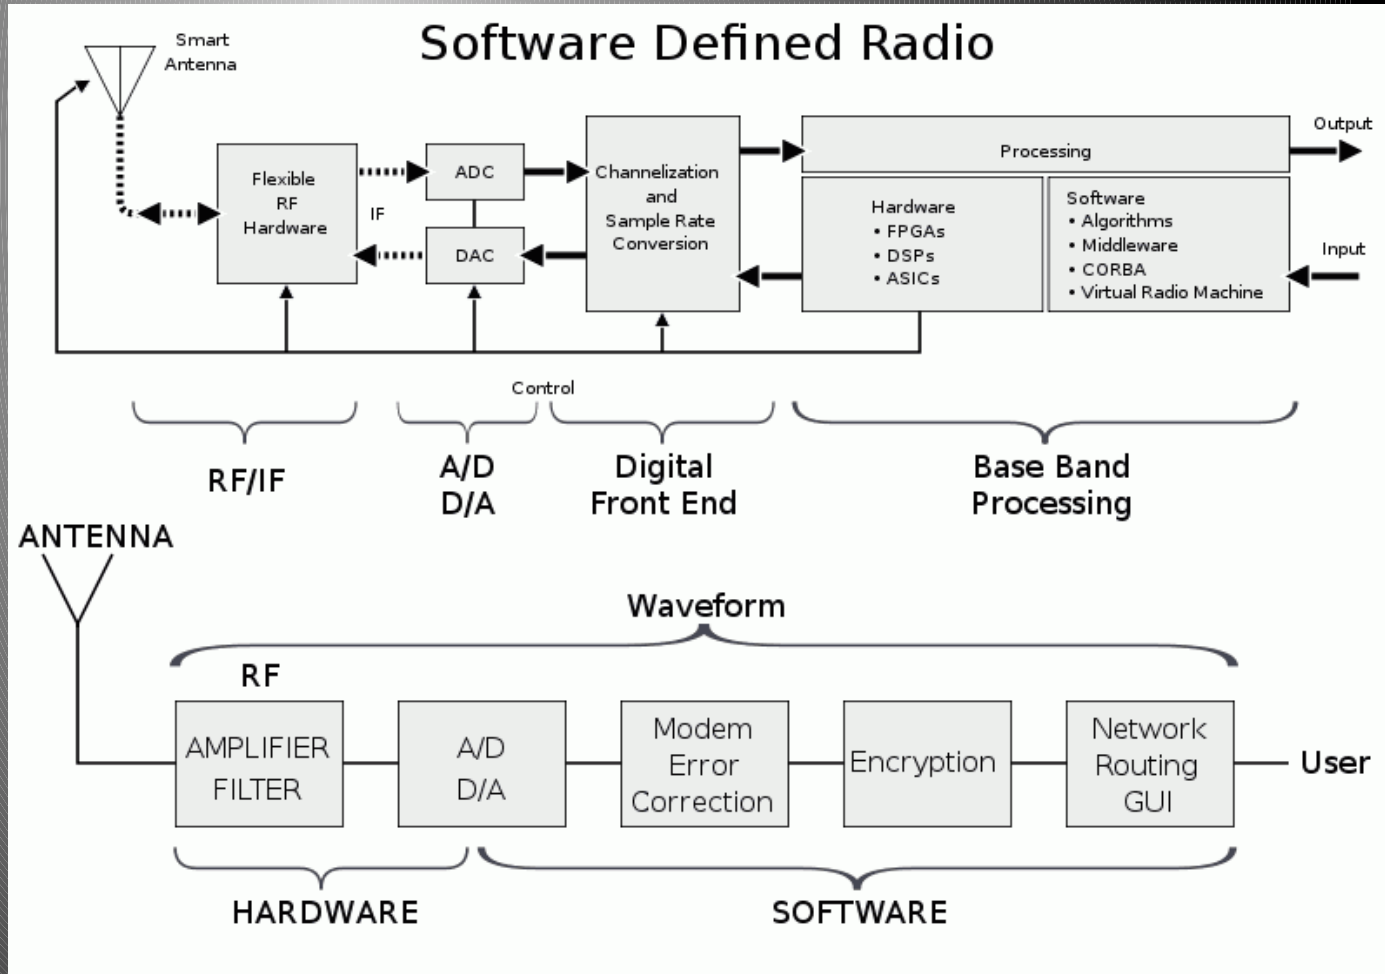 Software Defined Radio
Smart
Antenna
Flexible
RF
Hardware
IF
ADC
DAC
Channelization
and
Sample Rate
Conversion
Processing
Hardware
• FPGAs
• DSPs
• ASICs
Software
• Algorithms
• Middleware
• CORBA
• Virtual Radio Machine
Output
Input
Control
RF/IF
A/D
D/A
Digital
Front End
Base Band
Processing
ANTENNA
Waveform
RF
AMPLIFIER
FILTER
A/D
D/A
Modem
Error
Correction
Encryption
Network
Routing
GUI
User
HARDWARE
SOFTWARE